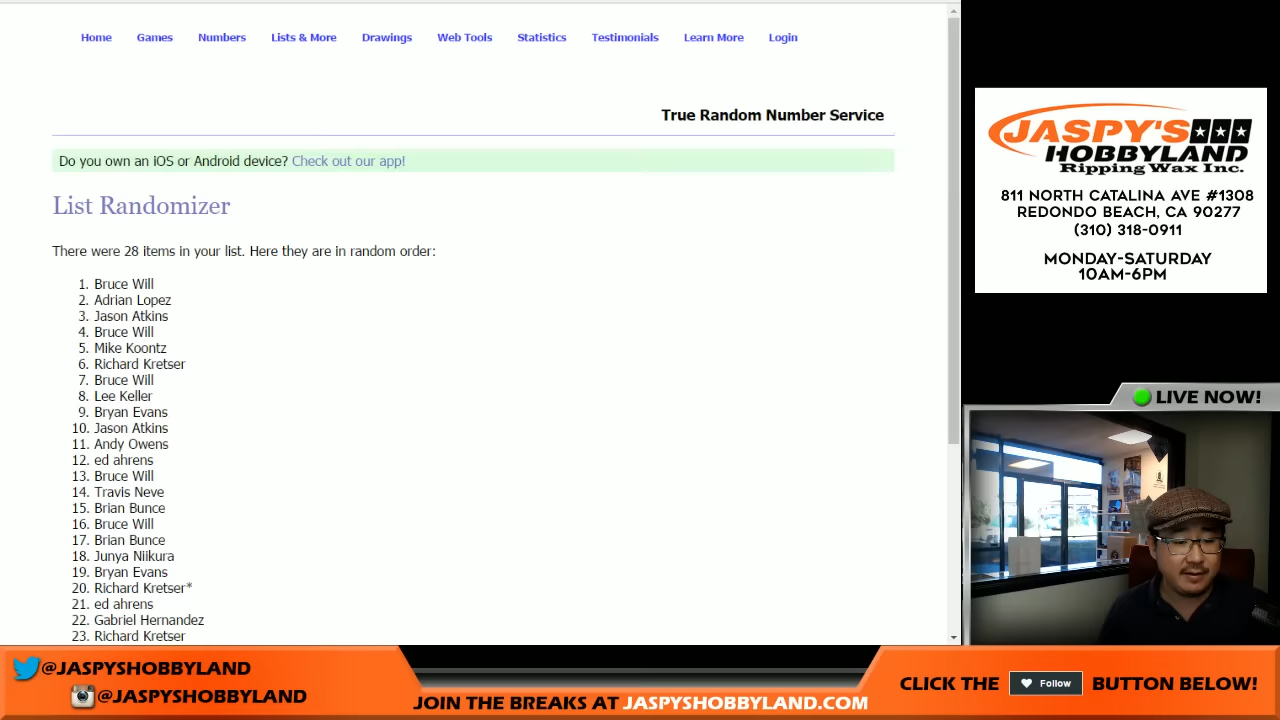 Home Games Numbers Lists & More Drawings Web Tools Statistics Testimonials Learn More Login
True Random Number Service
Do you own an iOS or Android device? Check out our app!
List Randomizer
There were 28 items in your list. Here they are in random order:
1. Bruce Will
2. Adrian Lopez
3. Jason Atkins
4. Bruce Will
5. Mike Koontz
6. Richard Kretser
7. Bruce Will
8. Lee Keller
9. Bryan Evans
10. Jason Atkins
11. Andy Owens
12. ed ahrens
13. Bruce Will
14. Travis Neve
15. Brian Bunce
16. Bruce Will
17. Brian Bunce
18. Junya Niikura
19. Bryan Evans
20. Richard Kretser*
21. ed ahrens
22. Gabriel Hernandez
23. Richard Kretser
JASPY'S
HOBBYLAND
Ripping Wax Inc.
811 NORTH CATALINA AVE #1308
REDONDO BEACH, CA 90277
(310) 318-0911
MONDAY-SATURDAY
10AM-6PM
LIVE NOW!
@JASPYSHOBBYLAND
@JASPYSHOBBYLAND
JOIN THE BREAKS AT JASPYSHOBBYLAND.COM
CLICK THE Follow BUTTON BELOW!